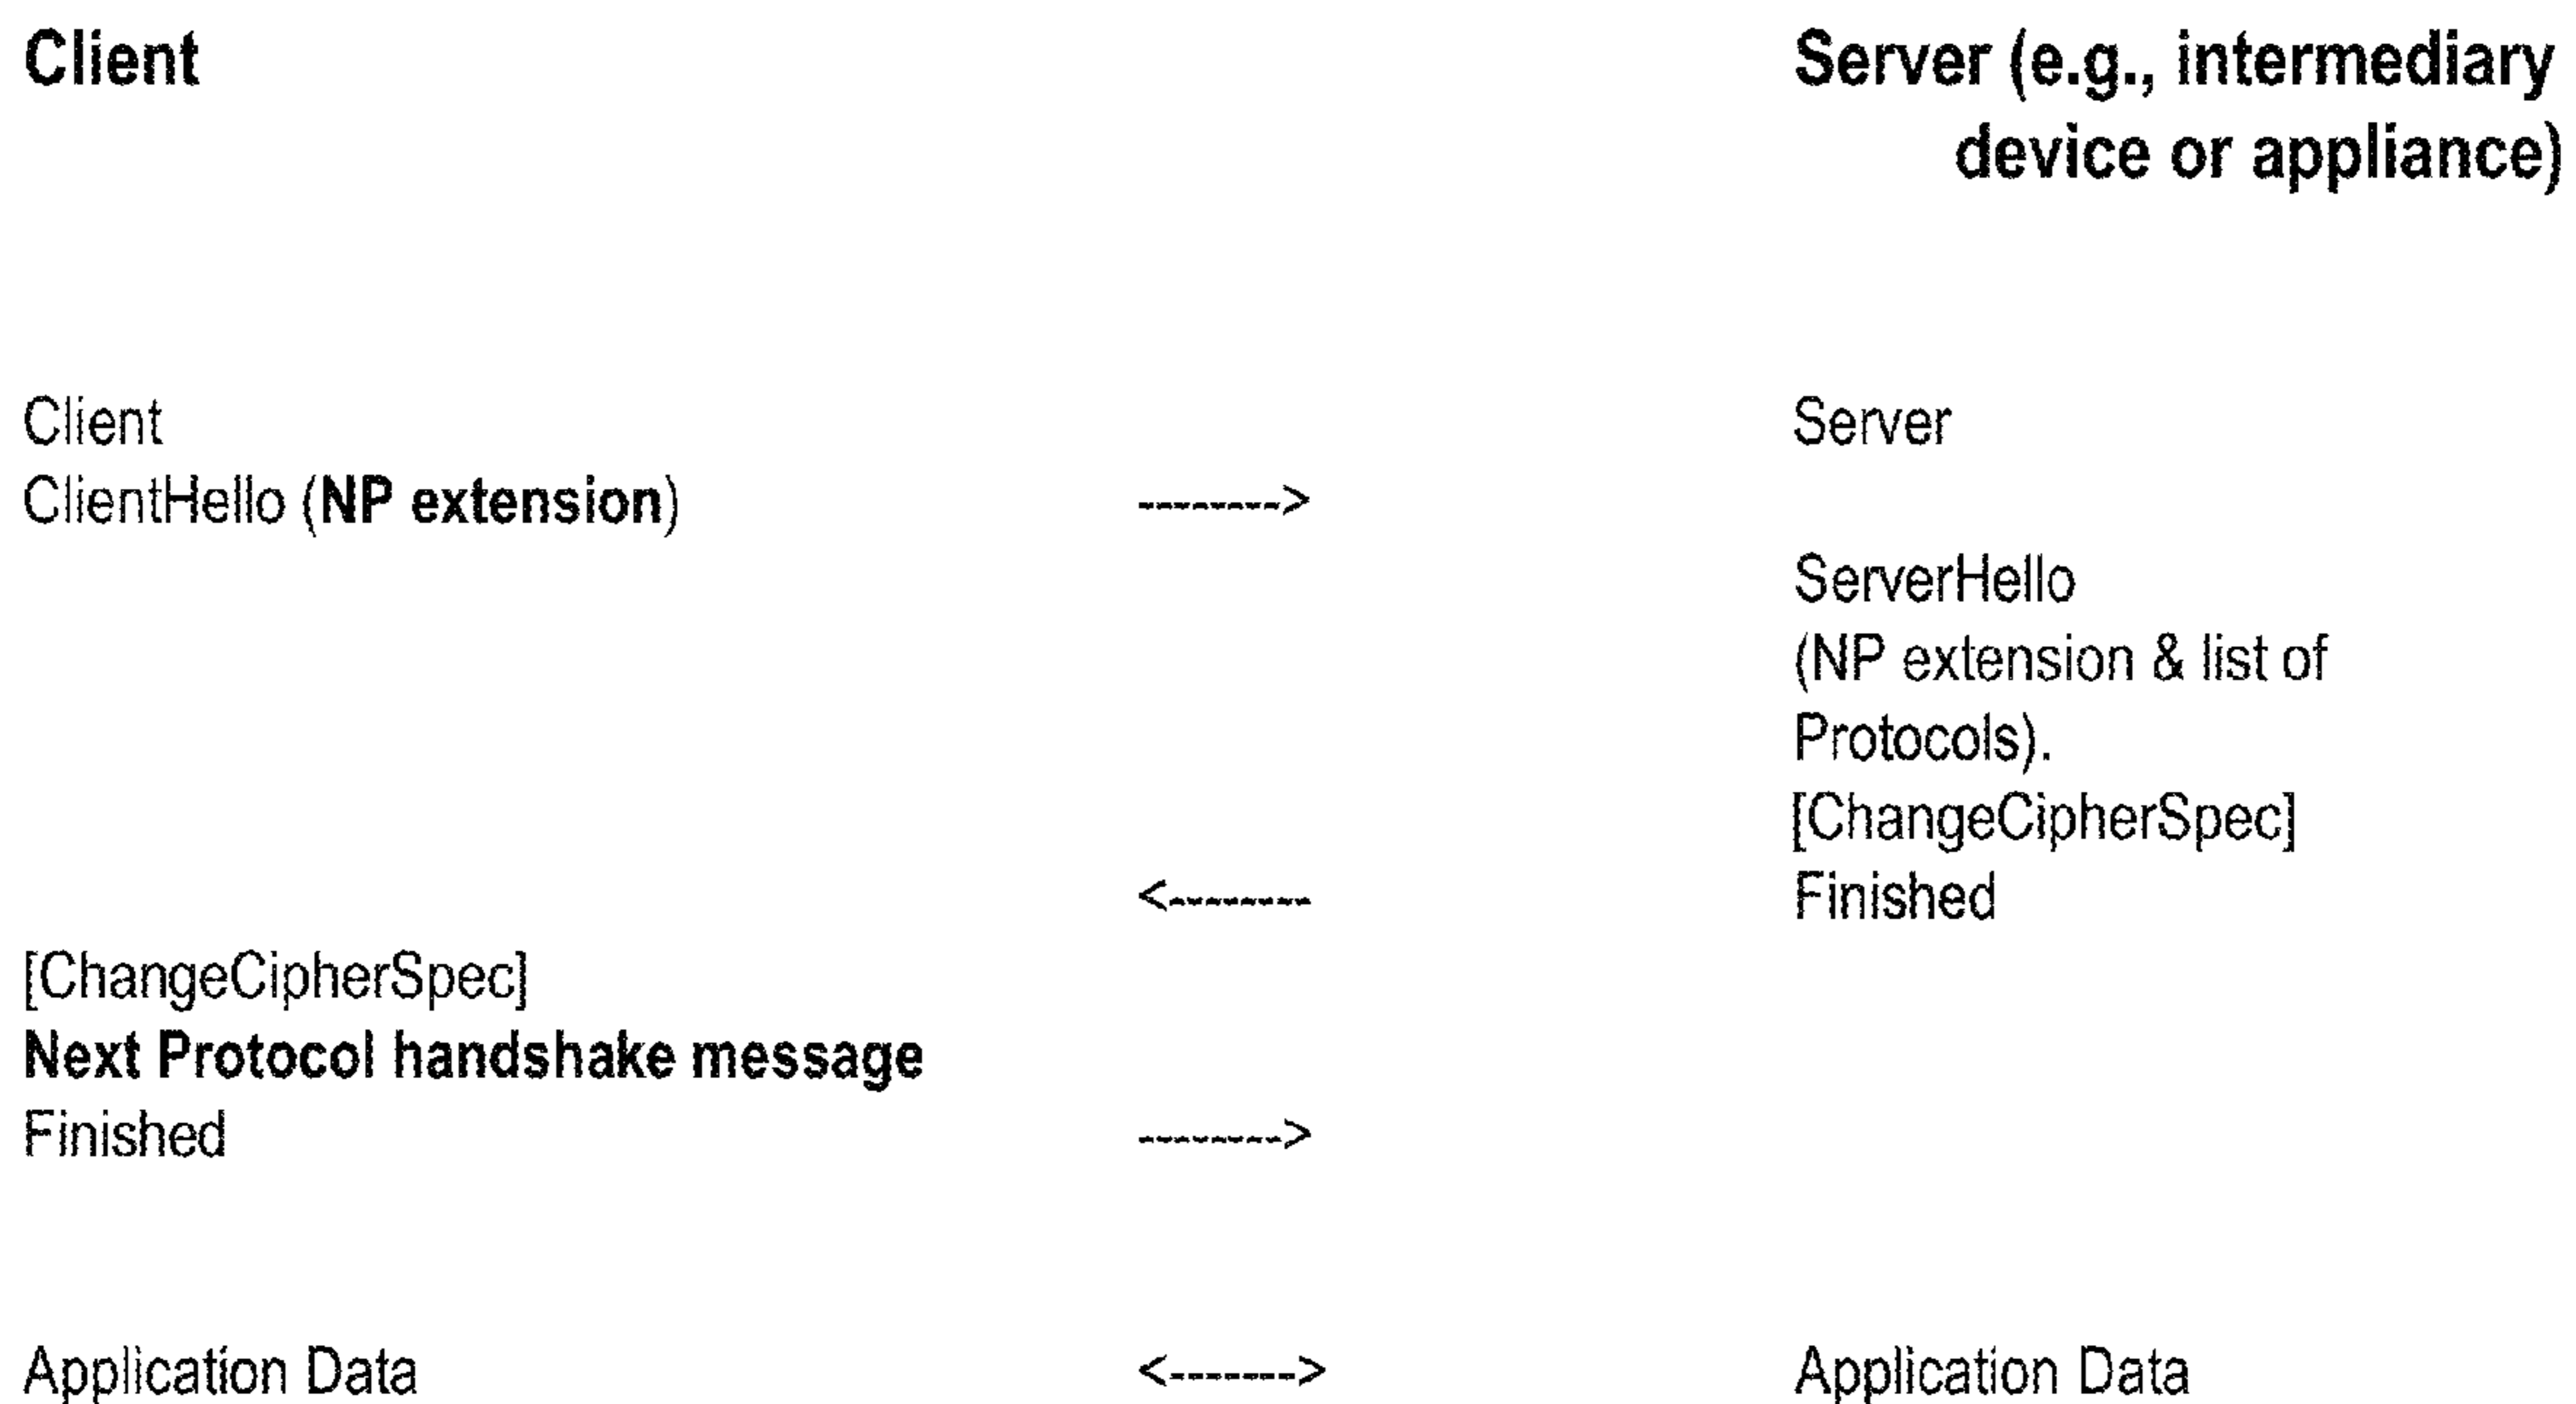 Client
Server (e.g., intermediary
device or appliance)
Client
Server
ClientHello (NP extension)
-------->
ServerHello
(NP extension & list of
Protocols).
[ChangeCipherSpec]
<--------
Finished
[ChangeCipherSpec]
Next Protocol handshake message
Finished
-------->
Application Data
<------->
Application Data